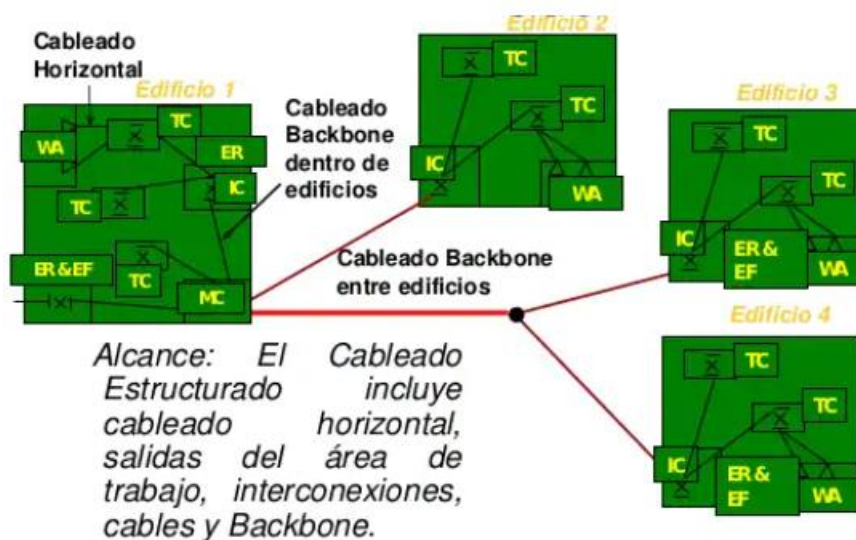 Cableado
Horizontal
Edificio 1
TC
WA
ER
IC
TC
ER & EF
TC
MC
Cableado
Backbone
dentro de
edificios
Edificio 2
TC
TC
IC
WA
Cableado Backbone
entre edificios
Edificio 3
TC
TC
IC
ER &
EF
WA
Edificio 4
TC
TC
IC
ER &
EF
WA
Alcance: El Cableado
Estructurado incluye
cableado horizontal,
salidas del área de
trabajo, interconexiones,
cables y Backbone.